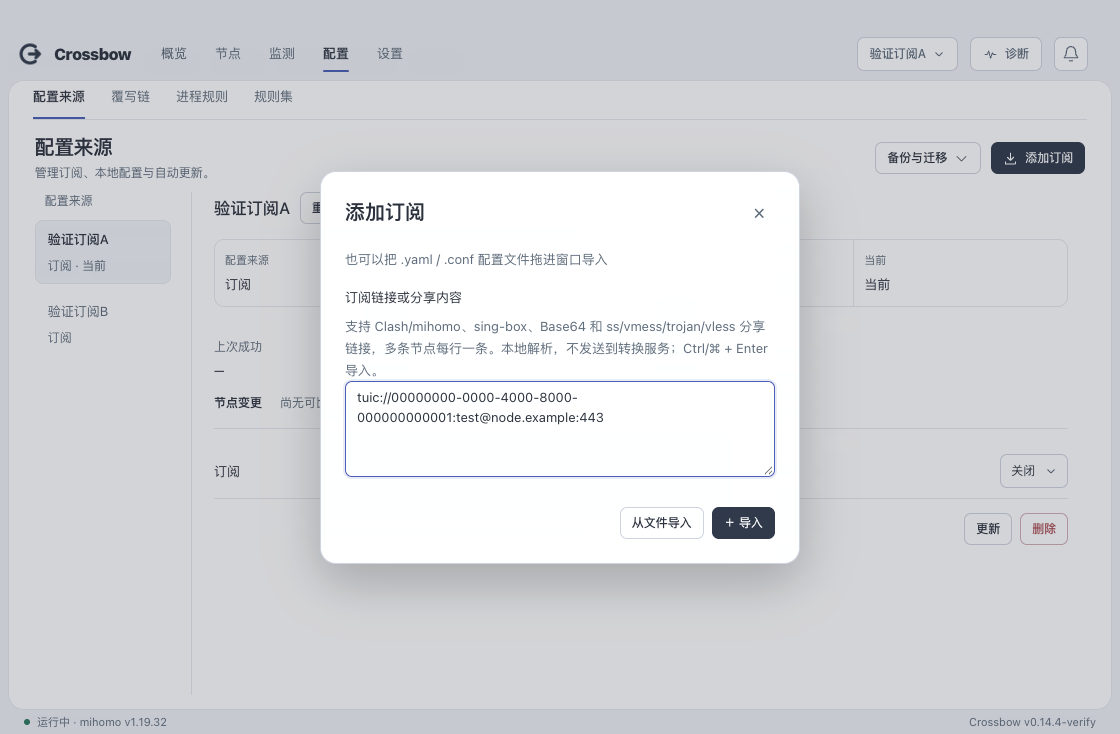 Crossbow
概览
节点
监测
配置
设置
验证订阅A
诊断
配置来源
覆写链
进程规则
规则集
配置来源
管理订阅、本地配置与自动更新。
备份与迁移
添加订阅
配置来源
验证订阅A
订阅 · 当前
验证订阅B
订阅
验证订阅A
配置来源
订阅
当前
当前
上次成功
—
节点变更
尚无可
订阅
关闭
更新
删除
添加订阅
也可以把 .yaml / .conf 配置文件拖进窗口导入
订阅链接或分享内容
支持 Clash/mihomo、sing-box、Base64 和 ss/vmess/trojan/vless 分享
链接，多条节点每行一条。本地解析，不发送到转换服务；Ctrl/⌘ + Enter
导入。
tuic://00000000-0000-4000-8000-
000000000001:test@node.example:443
从文件导入
+ 导入
运行中 · mihomo v1.19.32
Crossbow v0.14.4-verify